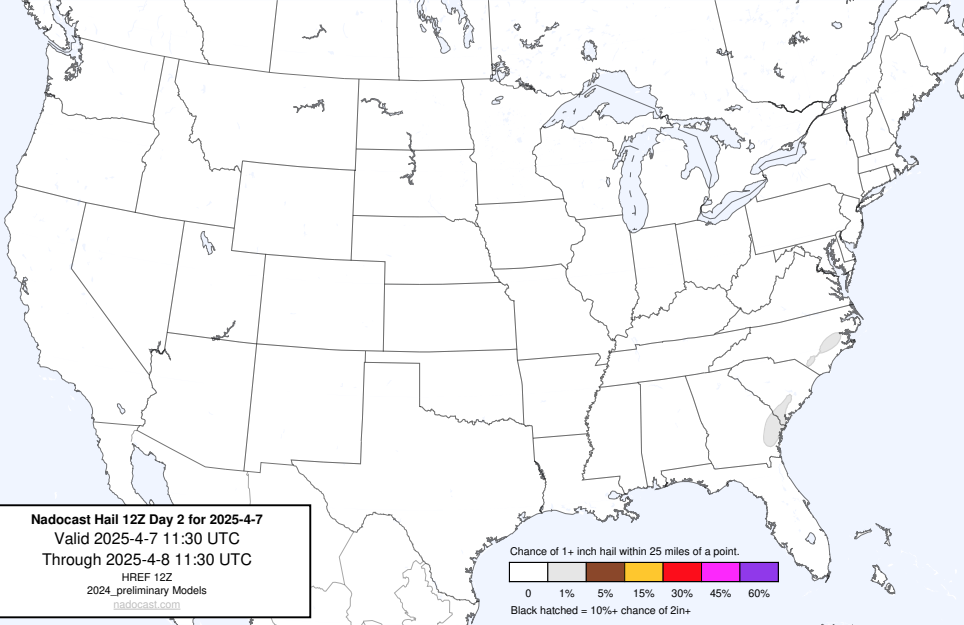 Nadocast Hail 12Z Day 2 for 2025-4-7
Valid 2025-4-7 11:30 UTC
Through 2025-4-8 11:30 UTC
HREF 12Z
2024_preliminary Models
nadocast.com
Chance of 1+ inch hail within 25 miles of a point.
0 1% 5% 15% 30% 45% 60%
Black hatched = 10%+ chance of 2in+